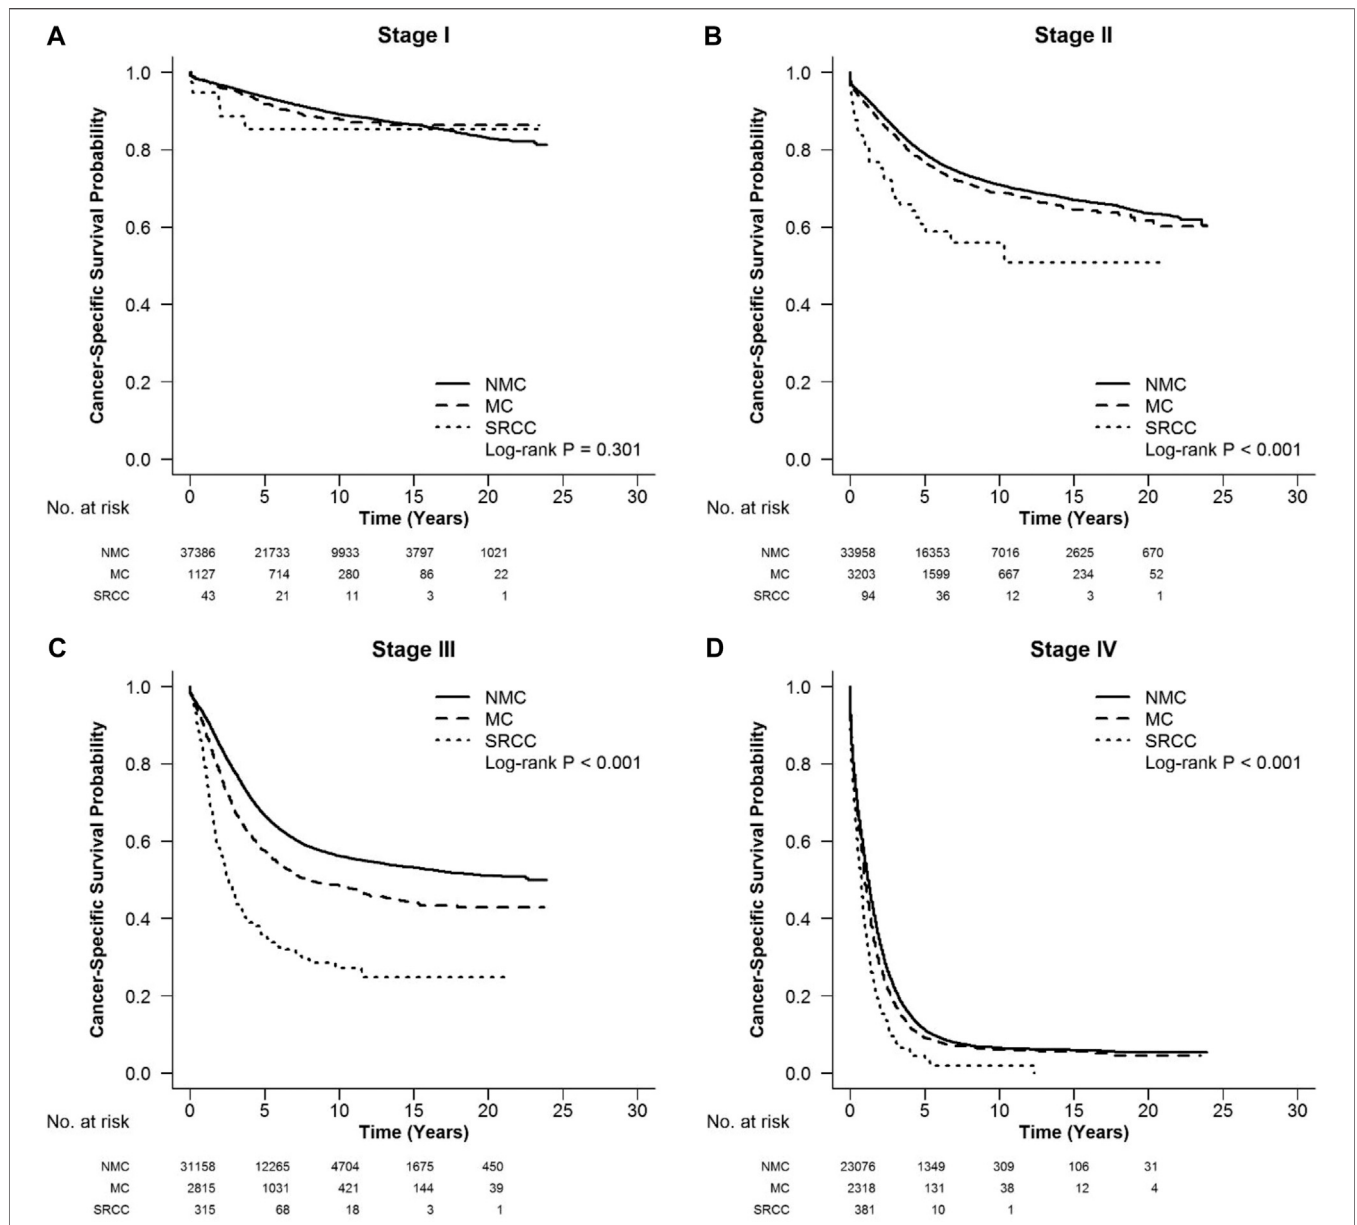 A
Stage I
Cancer-Specific Survival Probability
1.0
0.8
0.6
0.4
0.2
0.0
NMC
MC
SRCC
Log-rank P = 0.301
0 5 10 15 20 25 30
Time (Years)
No. at risk
NMC 37386 21733 9933 3797 1021
MC 1127 714 280 86 22
SRCC 43 21 11 3 1
B
Stage II
Cancer-Specific Survival Probability
1.0
0.8
0.6
0.4
0.2
0.0
NMC
MC
SRCC
Log-rank P < 0.001
0 5 10 15 20 25 30
Time (Years)
No. at risk
NMC 33958 16353 7016 2625 670
MC 3203 1599 667 234 52
SRCC 94 36 12 3 1
C
Stage III
Cancer-Specific Survival Probability
1.0
0.8
0.6
0.4
0.2
0.0
NMC
MC
SRCC
Log-rank P < 0.001
0 5 10 15 20 25 30
Time (Years)
No. at risk
NMC 31158 12265 4704 1675 450
MC 2815 1031 421 144 39
SRCC 315 68 18 3 1
D
Stage IV
Cancer-Specific Survival Probability
1.0
0.8
0.6
0.4
0.2
0.0
NMC
MC
SRCC
Log-rank P < 0.001
0 5 10 15 20 25 30
Time (Years)
No. at risk
NMC 23076 1349 309 106 31
MC 2318 131 38 12 4
SRCC 381 10 1